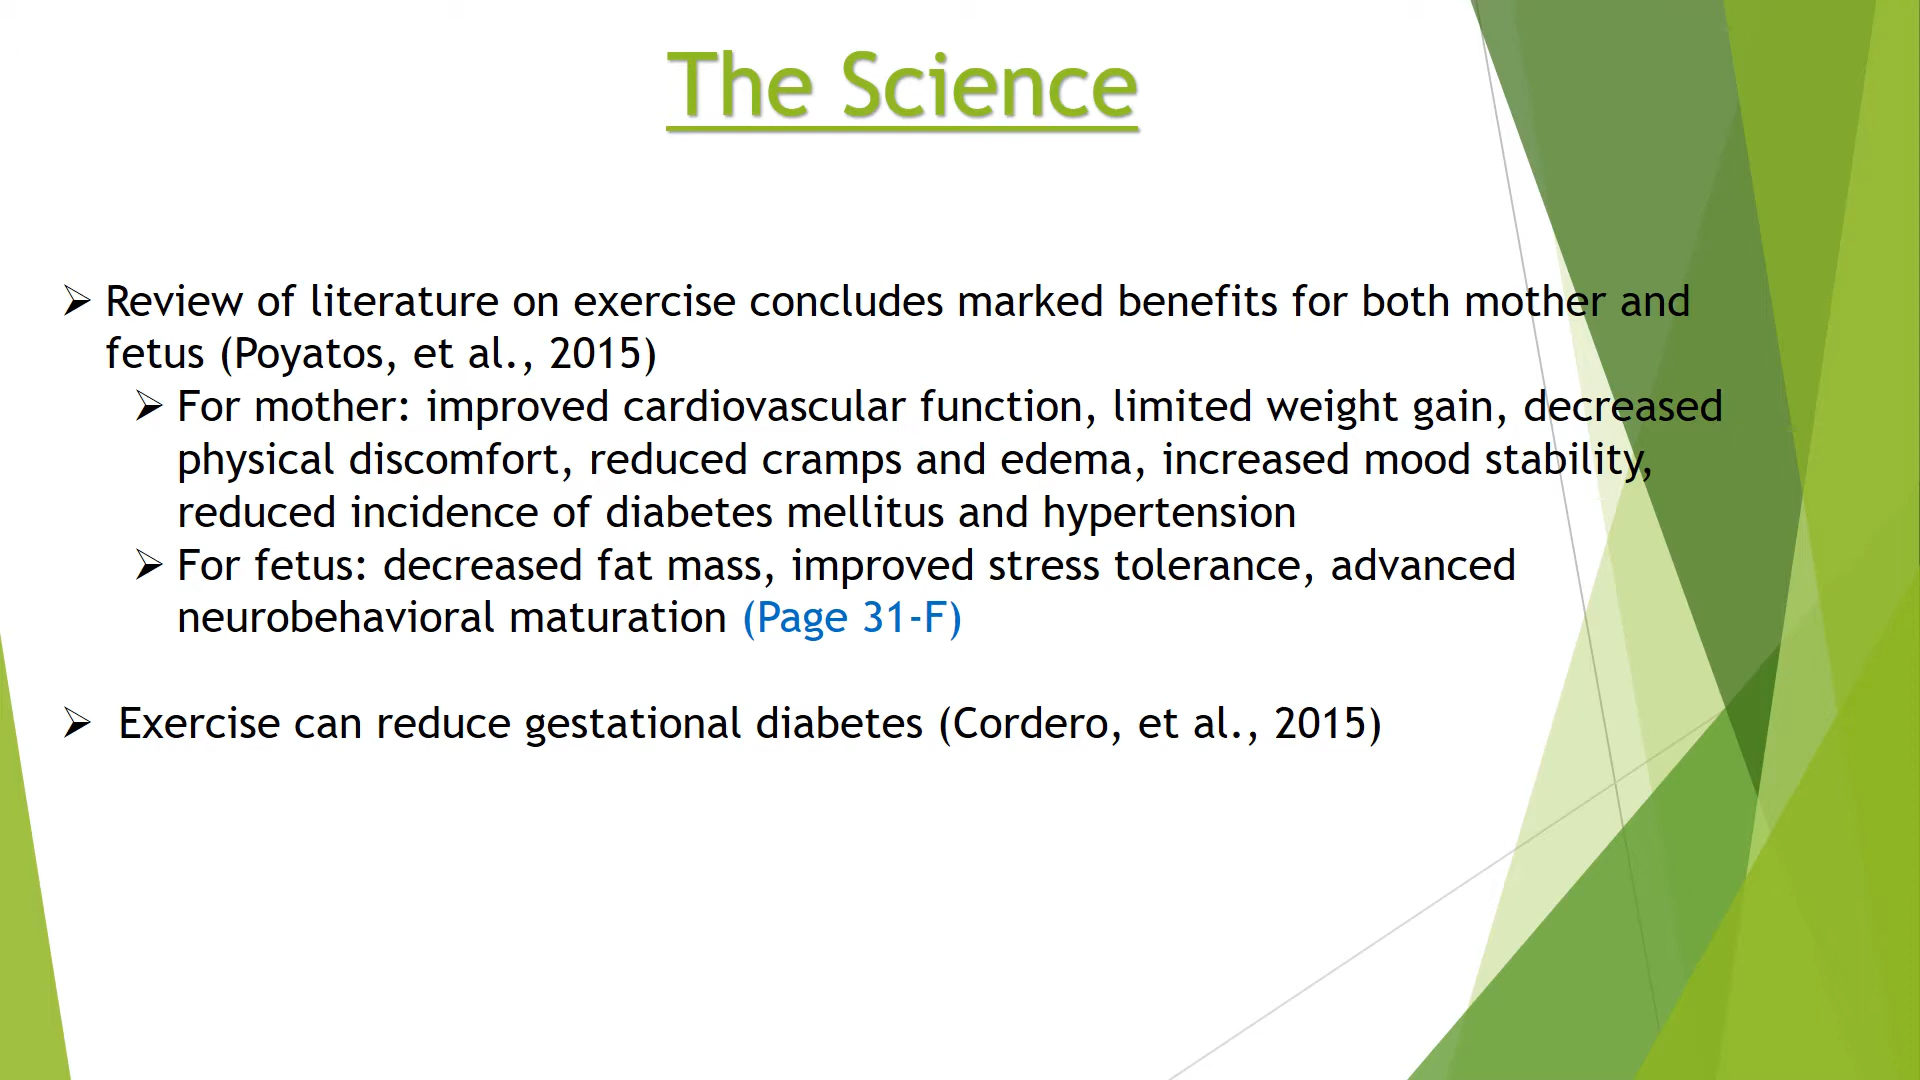 The Science
➢ Review of literature on exercise concludes marked benefits for both mother and
fetus (Poyatos, et al., 2015)
➢ For mother: improved cardiovascular function, limited weight gain, decreased
physical discomfort, reduced cramps and edema, increased mood stability,
reduced incidence of diabetes mellitus and hypertension
➢ For fetus: decreased fat mass, improved stress tolerance, advanced
neurobehavioral maturation (Page 31-F)
➢ Exercise can reduce gestational diabetes (Cordero, et al., 2015)